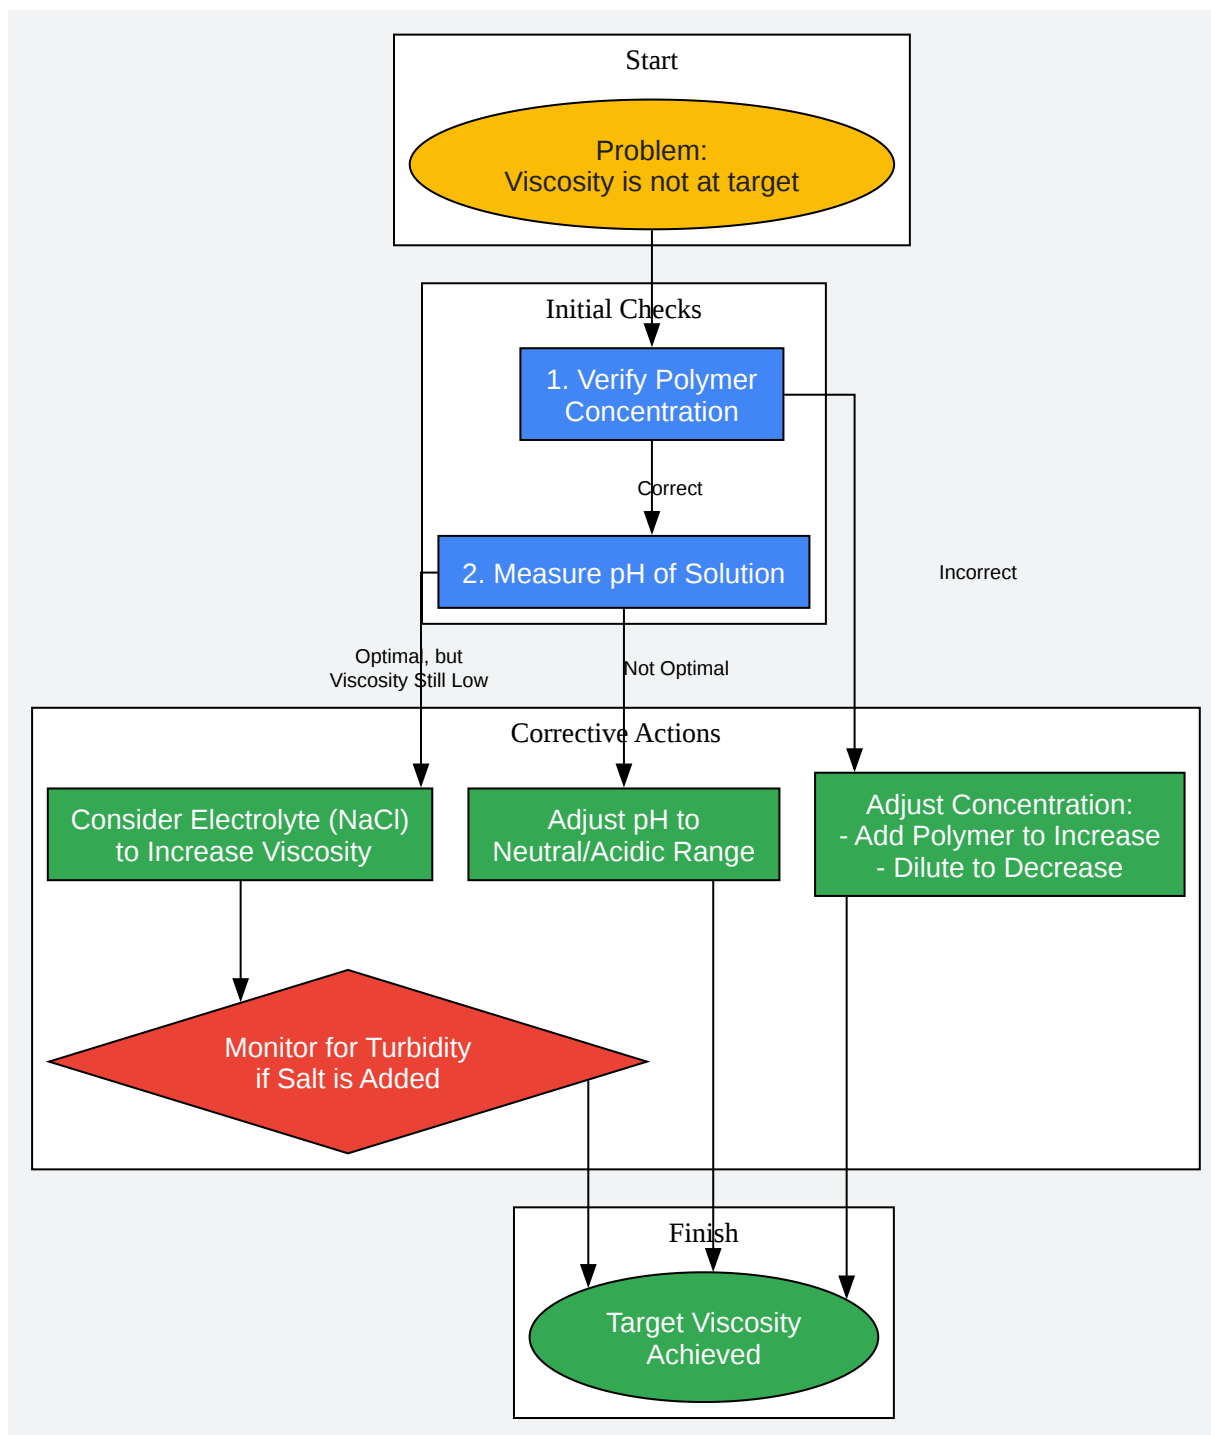 Start
Problem:
Viscosity is not at target
Initial Checks
1. Verify Polymer
Concentration
Correct
2. Measure pH of Solution
Incorrect
Optimal, but
Viscosity Still Low
Not Optimal
Corrective Actions
Consider Electrolyte (NaCl)
to Increase Viscosity
Adjust pH to
Neutral/Acidic Range
Adjust Concentration:
- Add Polymer to Increase
- Dilute to Decrease
Monitor for Turbidity
if Salt is Added
Finish
Target Viscosity
Achieved